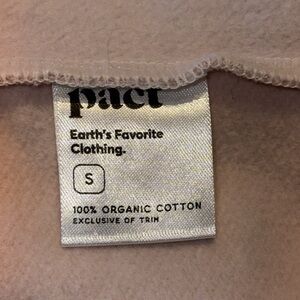 pact
Earth's Favorite
Clothing.
S
100% ORGANIC COTTON
EXCLUSIVE OF TRIM